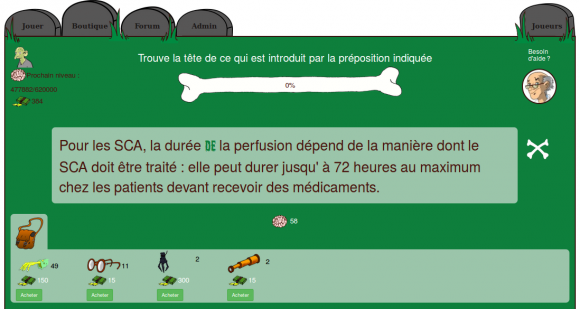 Jouer
Boutique
Forum
Admin
Joueurs
Trouve la tête de ce qui est introduit par la préposition indiquée
Besoin
d'aide ?
Prochain niveau :
477882/620000
394
0%
Pour les SCA, la durée DE la perfusion dépend de la manière dont le
SCA doit être traité : elle peut durer jusqu' à 72 heures au maximum
chez les patients devant recevoir des médicaments.
58
49
11
2
2
150
15
300
15
Acheter
Acheter
Acheter
Acheter